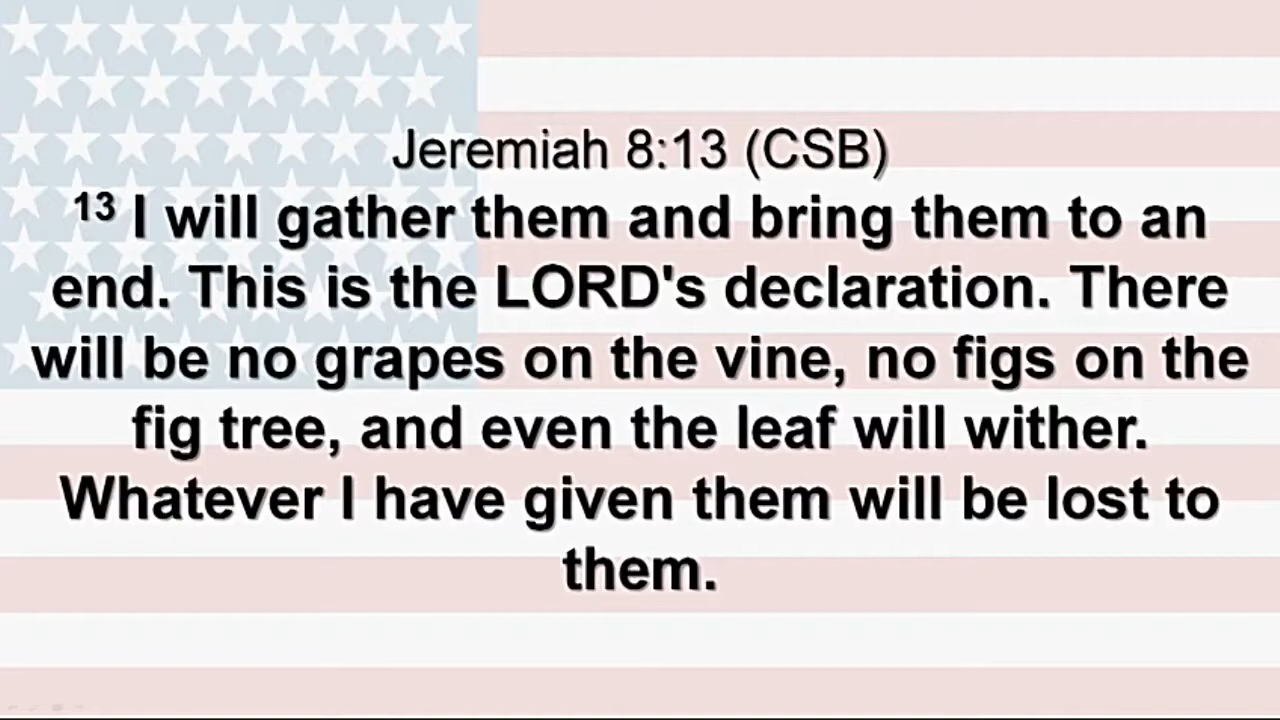 Jeremiah 8:13 (CSB)
13 I will gather them and bring them to an
end. This is the LORD's declaration. There
will be no grapes on the vine, no figs on the
fig tree, and even the leaf will wither.
Whatever I have given them will be lost to
them.